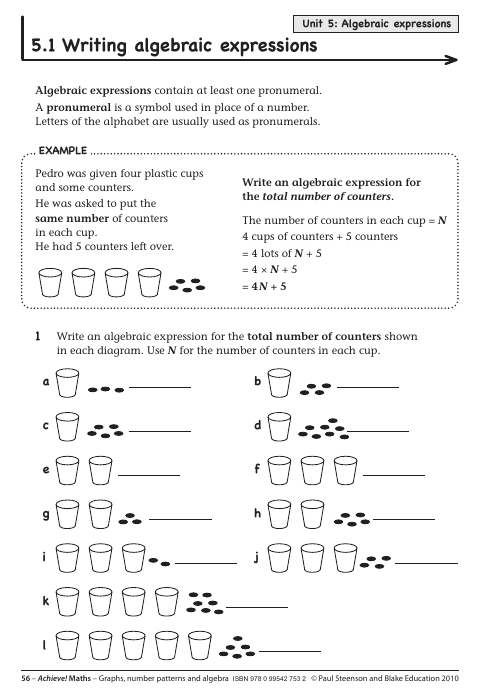 Unit 5: Algebraic expressions
5.1 Writing algebraic expressions
Algebraic expressions contain at least one pronumeral.
A pronumeral is a symbol used in place of a number.
Letters of the alphabet are usually used as pronumerals.
EXAMPLE
Pedro was given four plastic cups
and some counters.
He was asked to put the
same number of counters
in each cup.
He had 5 counters left over.
Write an algebraic expression for
the total number of counters.
The number of counters in each cup = N
4 cups of counters + 5 counters
= 4 lots of N + 5
= 4 × N + 5
= 4N + 5
1 Write an algebraic expression for the total number of counters shown
in each diagram. Use N for the number of counters in each cup.
a
b
c
d
e
f
g
h
i
j
k
l
56 – Achieve! Maths – Graphs, number patterns and algebra ISBN 978 0 99542 753 2 © Paul Steenson and Blake Education 2010